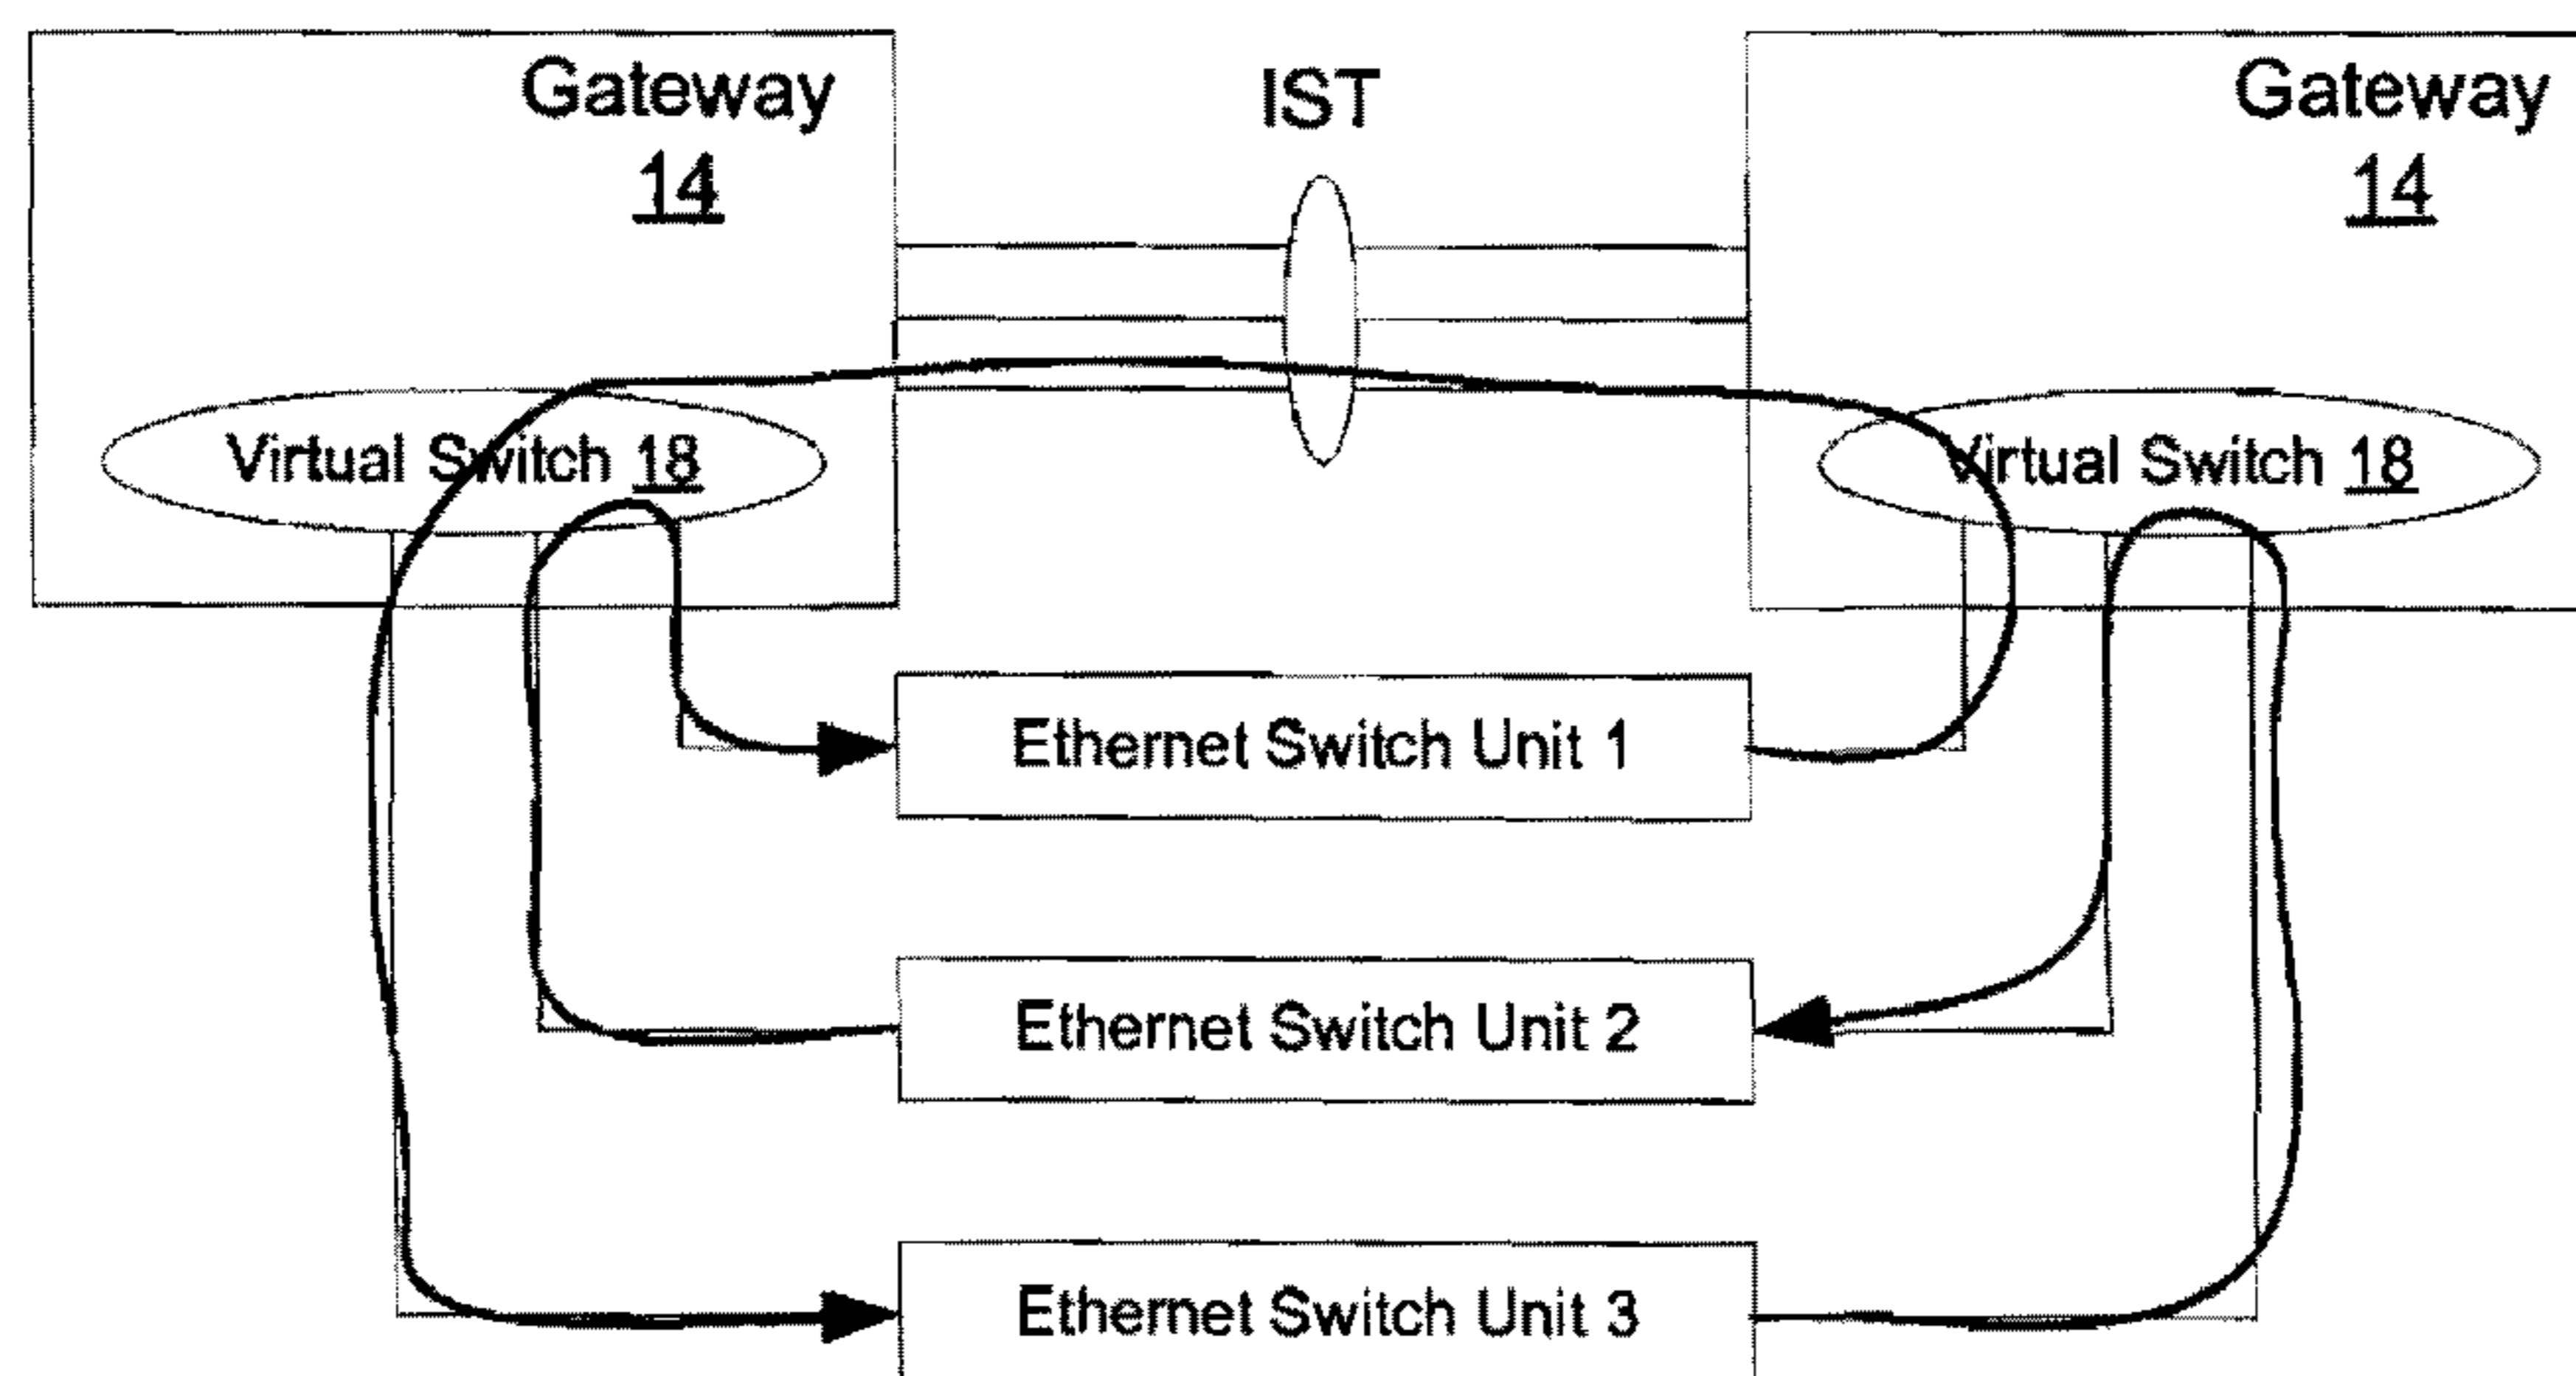 Gateway
14
IST
Gateway
14
Virtual Switch 18
Virtual Switch 18
Ethernet Switch Unit 1
Ethernet Switch Unit 2
Ethernet Switch Unit 3